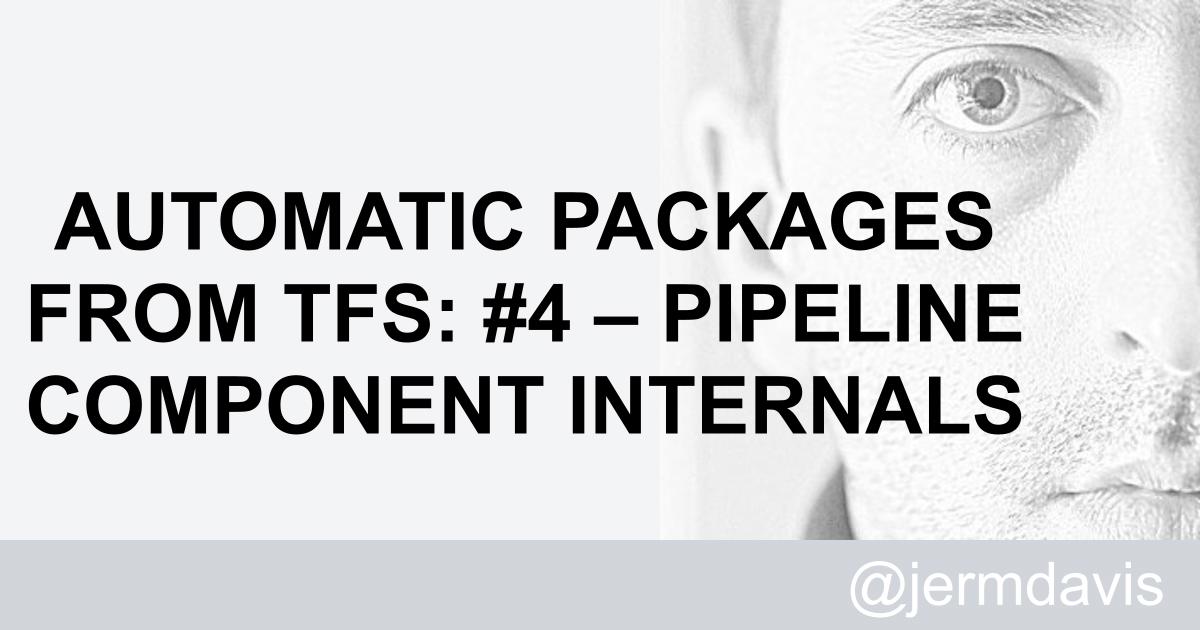 AUTOMATIC PACKAGES
FROM TFS: #4 – PIPELINE
COMPONENT INTERNALS
@jermdavis